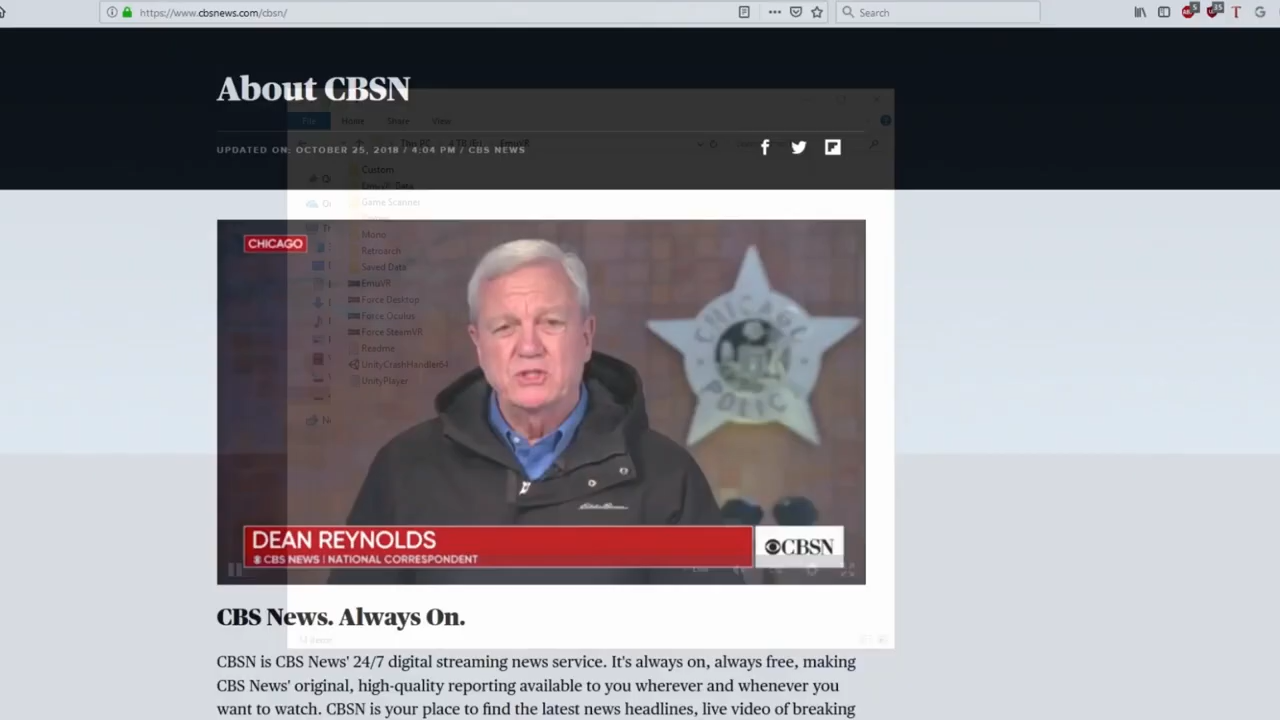 https://www.cbsnews.com/cbsn/
Search
About CBSN
File Home Share View
UPDATED ON: OCTOBER 25, 2018 / 4:04 PM / CBS NEWS
EmuVR
Custom
EmuVR_Data
Game Scanner
Mono
Retroarch
Saved Data
EmuVR
Force Desktop
Force Oculus
Force SteamVR
Readme
UnityCrashHandler64
UnityPlayer
CHICAGO
CHICAGO
POLICE
DEAN REYNOLDS
CBS NEWS | NATIONAL CORRESPONDENT
CBSN
CBS News. Always On.
CBSN is CBS News' 24/7 digital streaming news service. It's always on, always free, making
CBS News' original, high-quality reporting available to you wherever and whenever you
want to watch. CBSN is your place to find the latest news headlines, live video of breaking